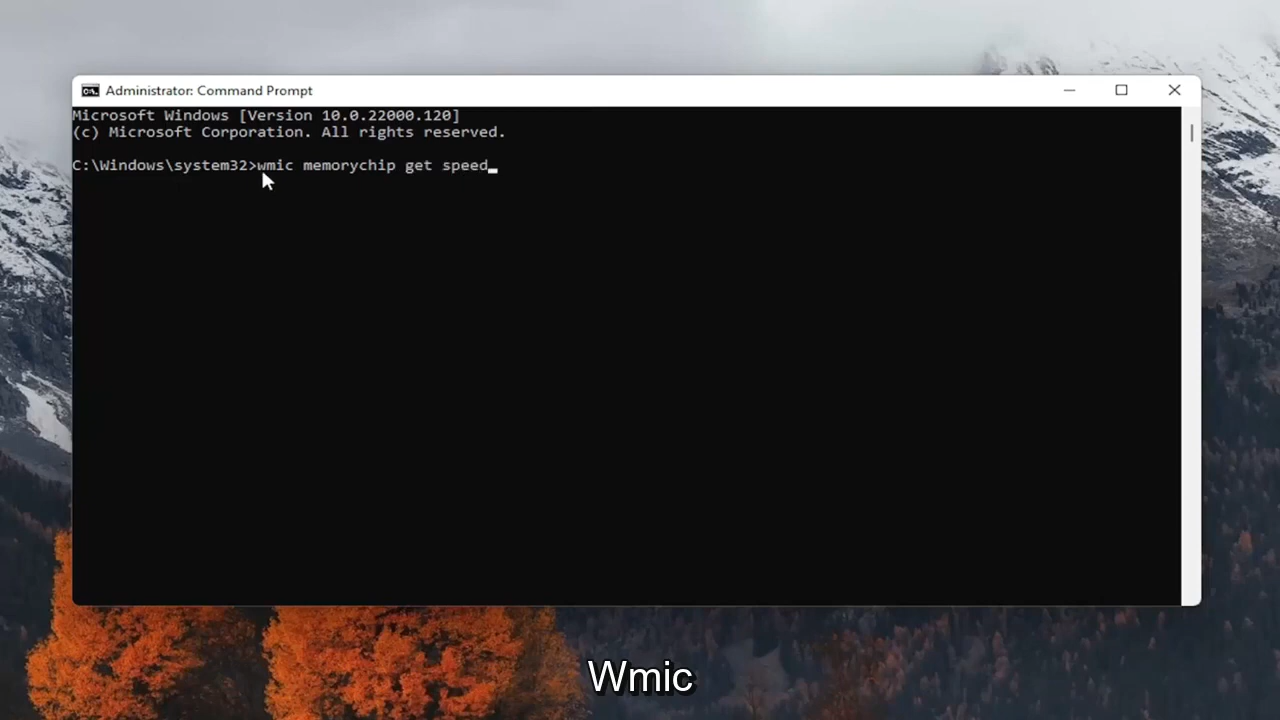 Administrator: Command Prompt
Microsoft Windows [Version 10.0.22000.120]
(c) Microsoft Corporation. All rights reserved.
C:\Windows\system32>wmic memorychip get speed
Wmic